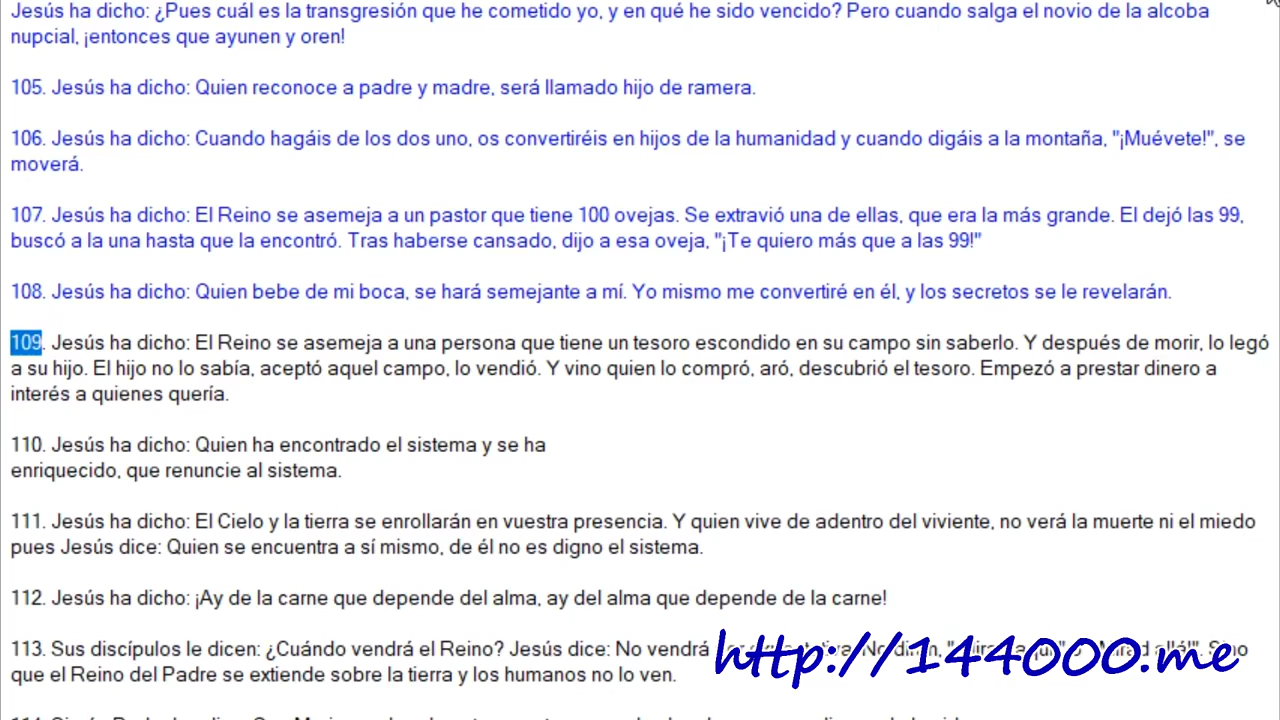 Jesús ha dicho: ¿Pues cuál es la transgresión que he cometido yo, y en qué he sido vencido? Pero cuando salga el novio de la alcoba
nupcial, ¡entonces que ayunen y oren!
105. Jesús ha dicho: Quien reconoce a padre y madre, será llamado hijo de ramera.
106. Jesús ha dicho: Cuando hagáis de los dos uno, os convertiréis en hijos de la humanidad y cuando digáis a la montaña, "¡Muévete!", se
moverá.
107. Jesús ha dicho: El Reino se asemeja a un pastor que tiene 100 ovejas. Se extravió una de ellas, que era la más grande. El dejó las 99,
buscó a la una hasta que la encontró. Tras haberse cansado, dijo a esa oveja, "¡Te quiero más que a las 99!"
108. Jesús ha dicho: Quien bebe de mi boca, se hará semejante a mí. Yo mismo me convertiré en él, y los secretos se le revelarán.
109. Jesús ha dicho: El Reino se asemeja a una persona que tiene un tesoro escondido en su campo sin saberlo. Y después de morir, lo legó
a su hijo. El hijo no lo sabía, aceptó aquel campo, lo vendió. Y vino quien lo compró, aró, descubrió el tesoro. Empezó a prestar dinero a
interés a quienes quería.
110. Jesús ha dicho: Quien ha encontrado el sistema y se ha
enriquecido, que renuncie al sistema.
111. Jesús ha dicho: El Cielo y la tierra se enrollarán en vuestra presencia. Y quien vive de adentro del viviente, no verá la muerte ni el miedo
pues Jesús dice: Quien se encuentra a sí mismo, de él no es digno el sistema.
112. Jesús ha dicho: ¡Ay de la carne que depende del alma, ay del alma que depende de la carne!
113. Sus discípulos le dicen: ¿Cuándo vendrá el Reino? Jesús dice: No vendrá
http://144000.me
que el Reino del Padre se extiende sobre la tierra y los humanos no lo ven.